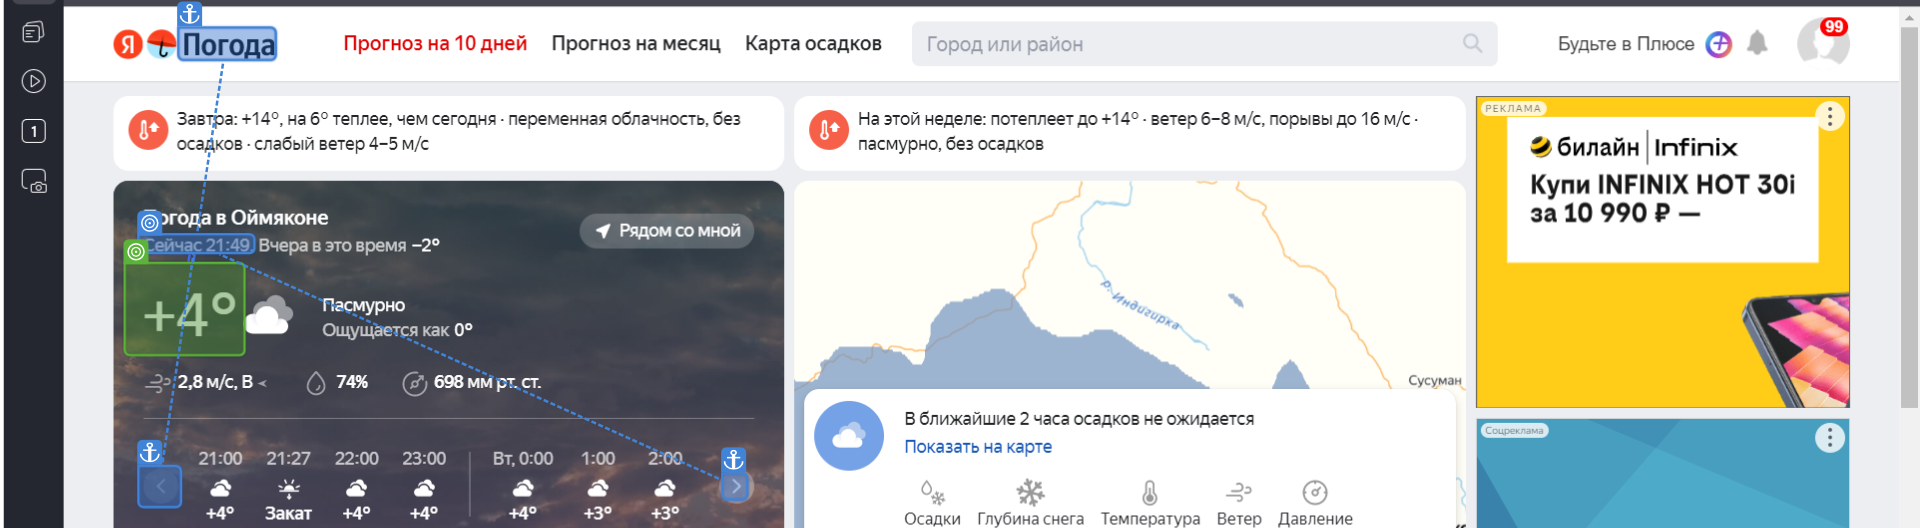 Я Погода
Прогноз на 10 дней
Прогноз на месяц
Карта осадков
Город или район
Будьте в Плюсе
99
1
Завтра: +14°, на 6° теплее, чем сегодня · переменная облачность, без
осадков · слабый ветер 4–5 м/с
На этой неделе: потеплеет до +14° · ветер 6–8 м/с, порывы до 16 м/с ·
пасмурно, без осадков
Погода в Оймяконе
Сейчас 21:49. Вчера в это время −2°
Рядом со мной
+4°
Пасмурно
Ощущается как 0°
2,8 м/с, В
74%
698 мм рт. ст.
21:00 21:27 22:00 23:00 Вт, 0:00 1:00 2:00
+4° Закат +4° +4° +4° +3° +3°
р. Индигирка
Сусуман
В ближайшие 2 часа осадков не ожидается
Показать на карте
Осадки Глубина снега Температура Ветер Давление
РЕКЛАМА
билайн Infinix
Купи INFINIX HOT 30i
за 10 990 ₽ —
Соцреклама